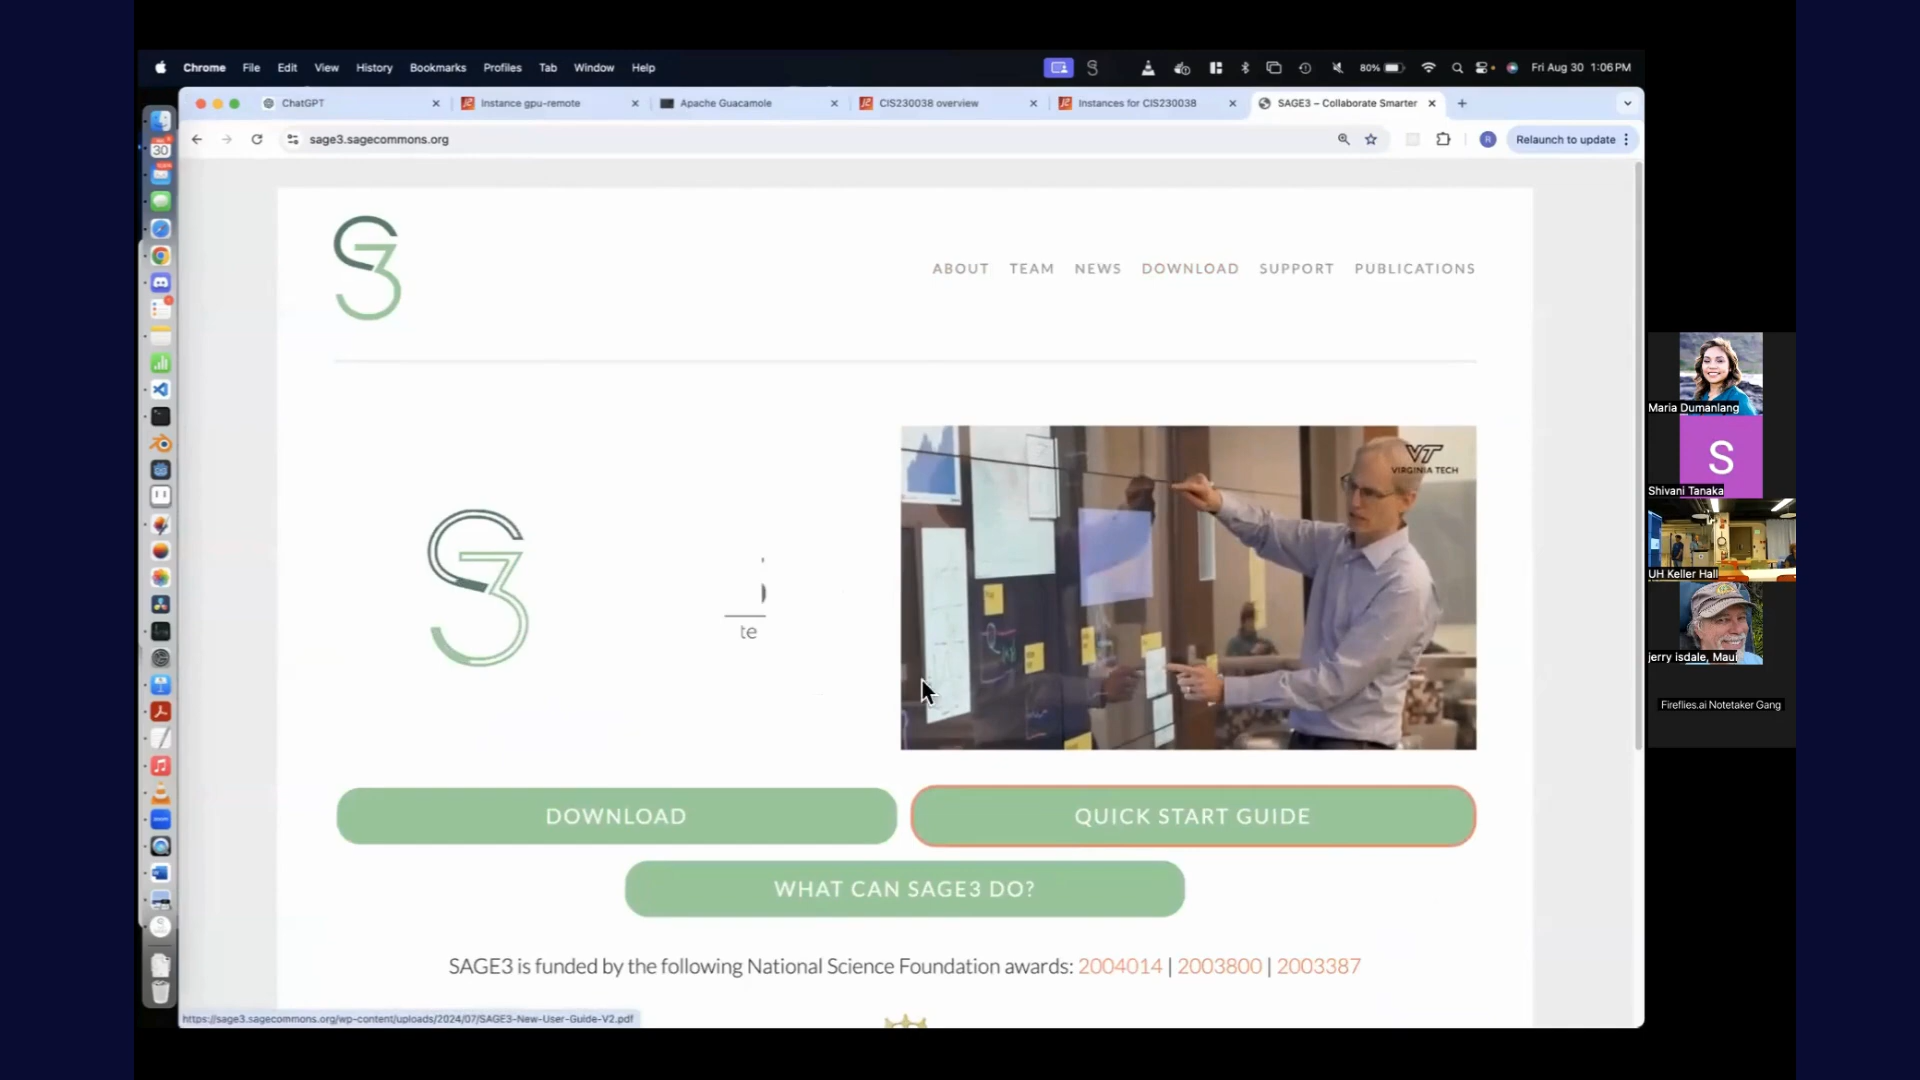 Chrome File Edit View History Bookmarks Profiles Tab Window Help
80% Fri Aug 30 1:06 PM
ChatGPT
Instance gpu-remote
Apache Guacamole
CIS230038 overview
Instances for CIS230038
SAGE3 – Collaborate Smarter
sage3.sagecommons.org
R
Relaunch to update
30
S3
ABOUT TEAM NEWS DOWNLOAD SUPPORT PUBLICATIONS
VT
VIRGINIA TECH
S3
te
DOWNLOAD
QUICK START GUIDE
WHAT CAN SAGE3 DO?
SAGE3 is funded by the following National Science Foundation awards: 2004014 | 2003800 | 2003387
https://sage3.sagecommons.org/wp-content/uploads/2024/07/SAGE3-New-User-Guide-V2.pdf
Maria Dumanlang
S
Shivani Tanaka
UH Keller Hall
jerry isdale, Maui
Fireflies.ai Notetaker Gang